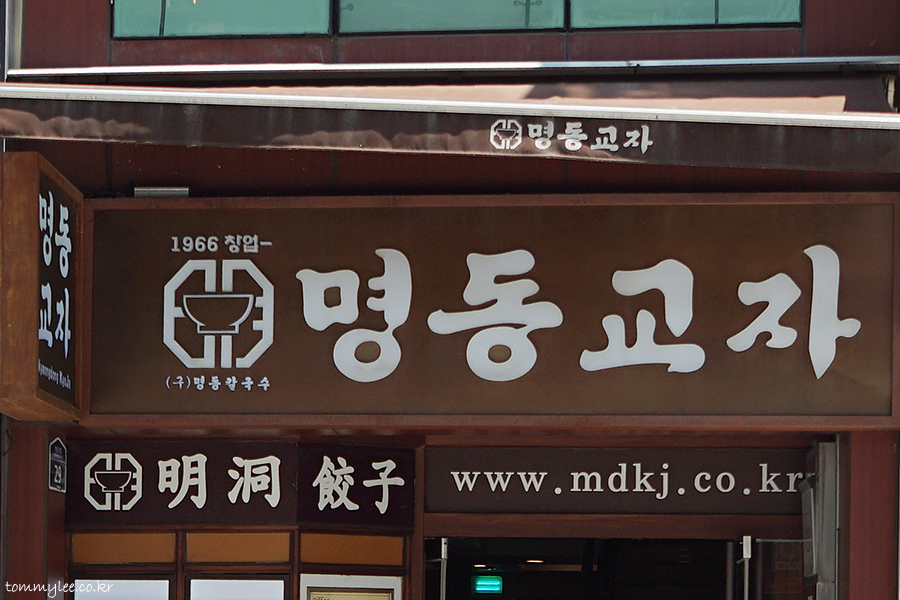 명동교자
명동교자
1966 창업-
(구)명동칼국수
명동교자
29
明洞
餃子
www.mdkj.co.kr
tommylee.co.kr